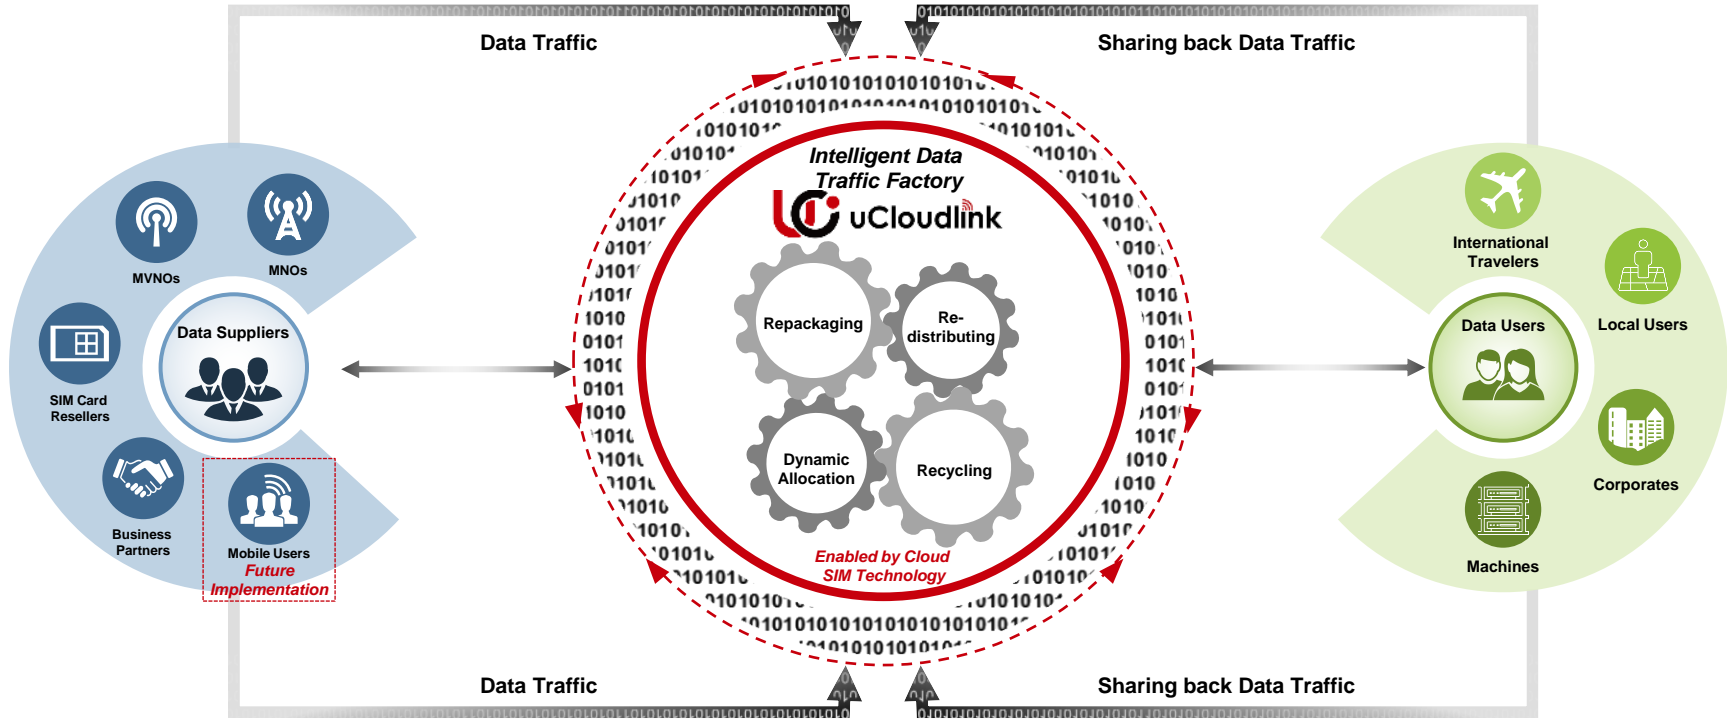 Data Traffic
Sharing back Data Traffic
Intelligent Data
Traffic Factory
uCloudlink
MVNOs
MNOs
Data Suppliers
SIM Card
Resellers
Business
Partners
Mobile Users
Future
Implementation
Repackaging
Re-
distributing
Dynamic
Allocation
Recycling
Enabled by Cloud
SIM Technology
International
Travelers
Data Users
Local Users
Corporates
Machines
Data Traffic
Sharing back Data Traffic